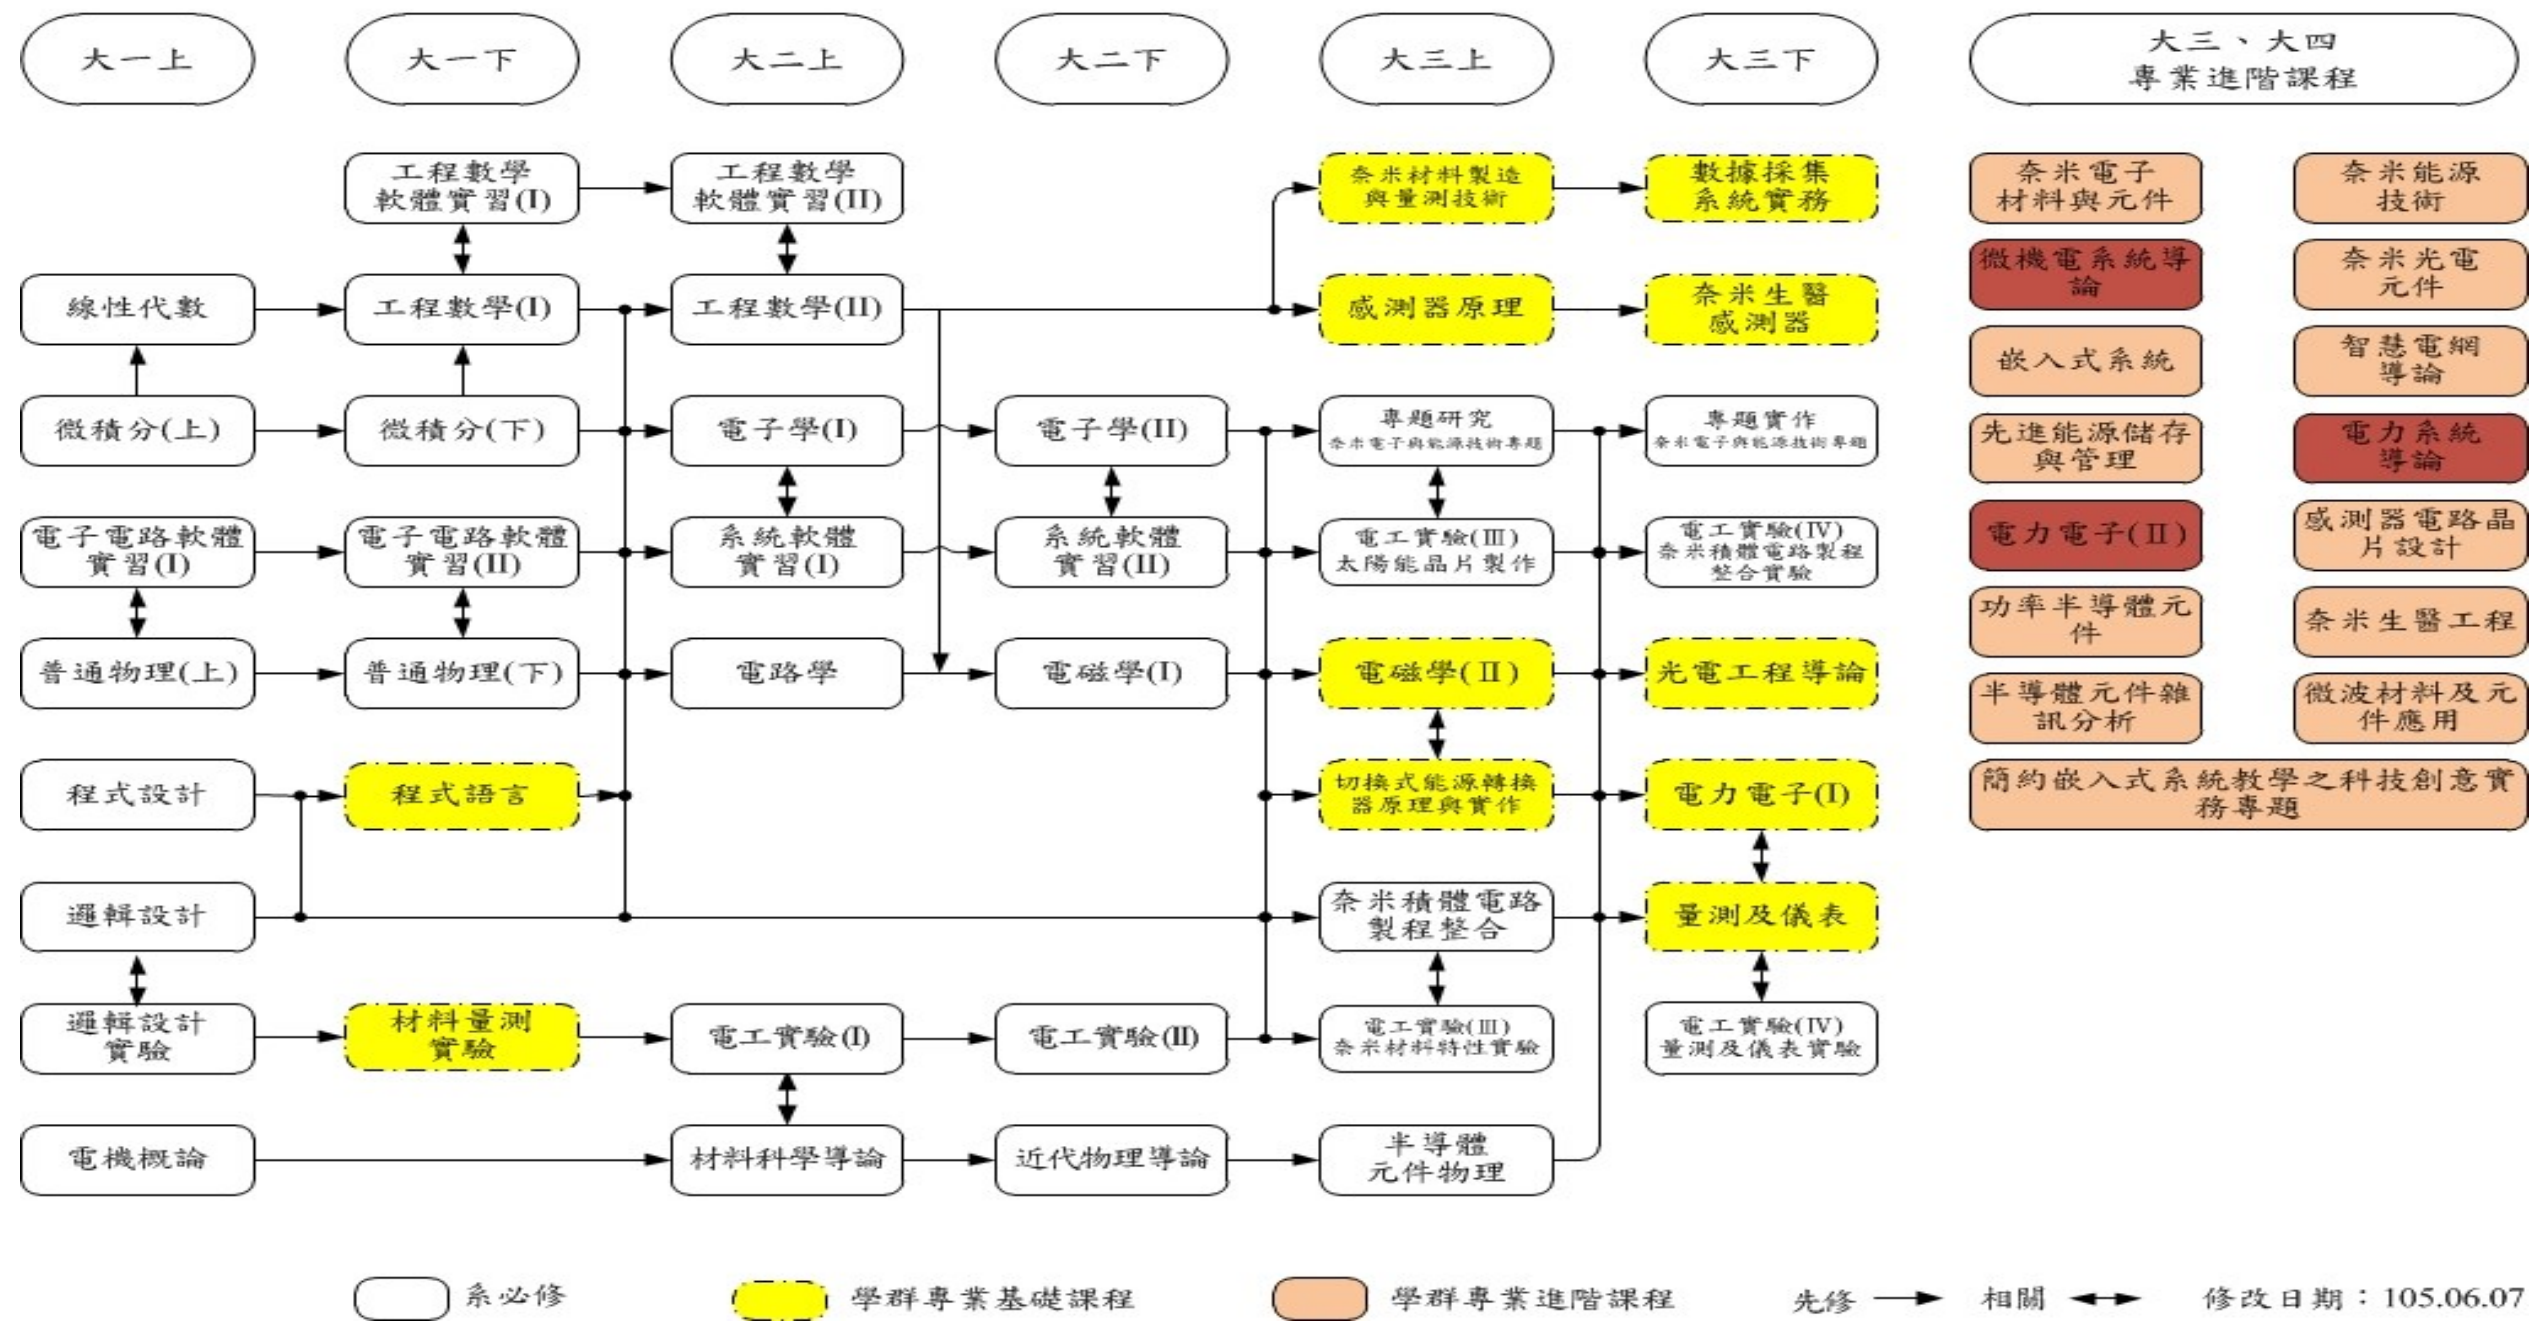 大一上
大一下
大二上
大二下
大三上
大三下
大三、大四
專業進階課程
工程數學
軟體實習(I)
工程數學
軟體實習(II)
奈米材料製造
與量測技術
數據採集
系統實務
奈米電子
材料與元件
奈米能源
技術
線性代數
工程數學(I)
工程數學(II)
感測器原理
奈米生醫
感測器
微機電系統導
論
奈米光電
元件
嵌入式系統
智慧電網
導論
微積分(上)
微積分(下)
電子學(I)
電子學(II)
專題研究
奈米電子與能源技術專題
專題實作
奈米電子與能源技術專題
先進能源儲存
與管理
電力系統
導論
電子電路軟體
實習(I)
電子電路軟體
實習(II)
系統軟體
實習(I)
系統軟體
實習(II)
電工實驗(III)
太陽能晶片製作
電工實驗(IV)
奈米積體電路製程
整合實驗
電力電子(II)
感測器電路晶
片設計
功率半導體元
件
奈米生醫工程
普通物理(上)
普通物理(下)
電路學
電磁學(I)
電磁學(II)
光電工程導論
半導體元件雜
訊分析
微波材料及元
件應用
程式設計
程式語言
切換式能源轉換
器原理與實作
電力電子(I)
簡約嵌入式系統教學之科技創意實
務專題
邏輯設計
奈米積體電路
製程整合
量測及儀表
邏輯設計
實驗
材料量測
實驗
電工實驗(I)
電工實驗(II)
電工實驗(III)
奈米材料特性實驗
電工實驗(IV)
量測及儀表實驗
電機概論
材料科學導論
近代物理導論
半導體
元件物理
系必修
學群專業基礎課程
學群專業進階課程
先修
相關
修改日期：105.06.07